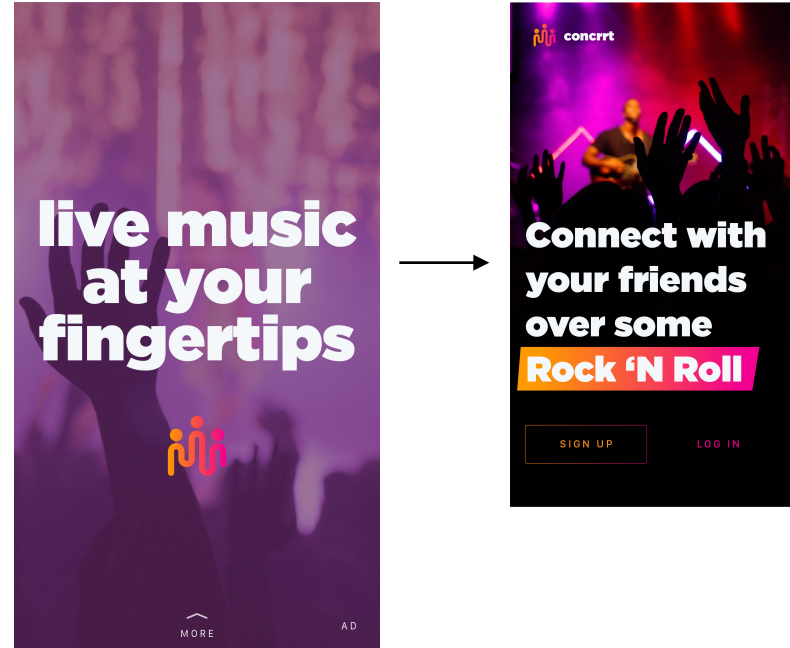 live music
at your
fingertips
MORE
AD
concrrt
Connect with
your friends
over some
Rock ‘N Roll
SIGN UP
LOG IN